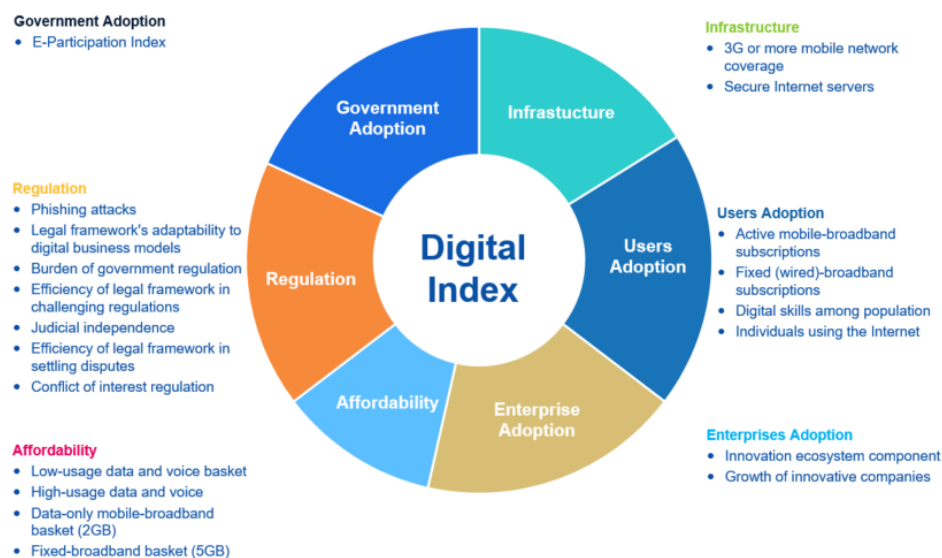 Government Adoption
• E-Participation Index
Infrastructure
• 3G or more mobile network
coverage
• Secure Internet servers
Government
Adoption
Infrastucture
Regulation
• Phishing attacks
• Legal framework's adaptability to
digital business models
• Burden of government regulation
• Efficiency of legal framework in
challenging regulations
• Judicial independence
• Efficiency of legal framework in
settling disputes
• Conflict of interest regulation
Regulation
Digital
Index
Users
Adoption
Users Adoption
• Active mobile-broadband
subscriptions
• Fixed (wired)-broadband
subscriptions
• Digital skills among population
• Individuals using the Internet
Affordability
Enterprise
Adoption
Affordability
• Low-usage data and voice basket
• High-usage data and voice
• Data-only mobile-broadband
basket (2GB)
• Fixed-broadband basket (5GB)
Enterprises Adoption
• Innovation ecosystem component
• Growth of innovative companies